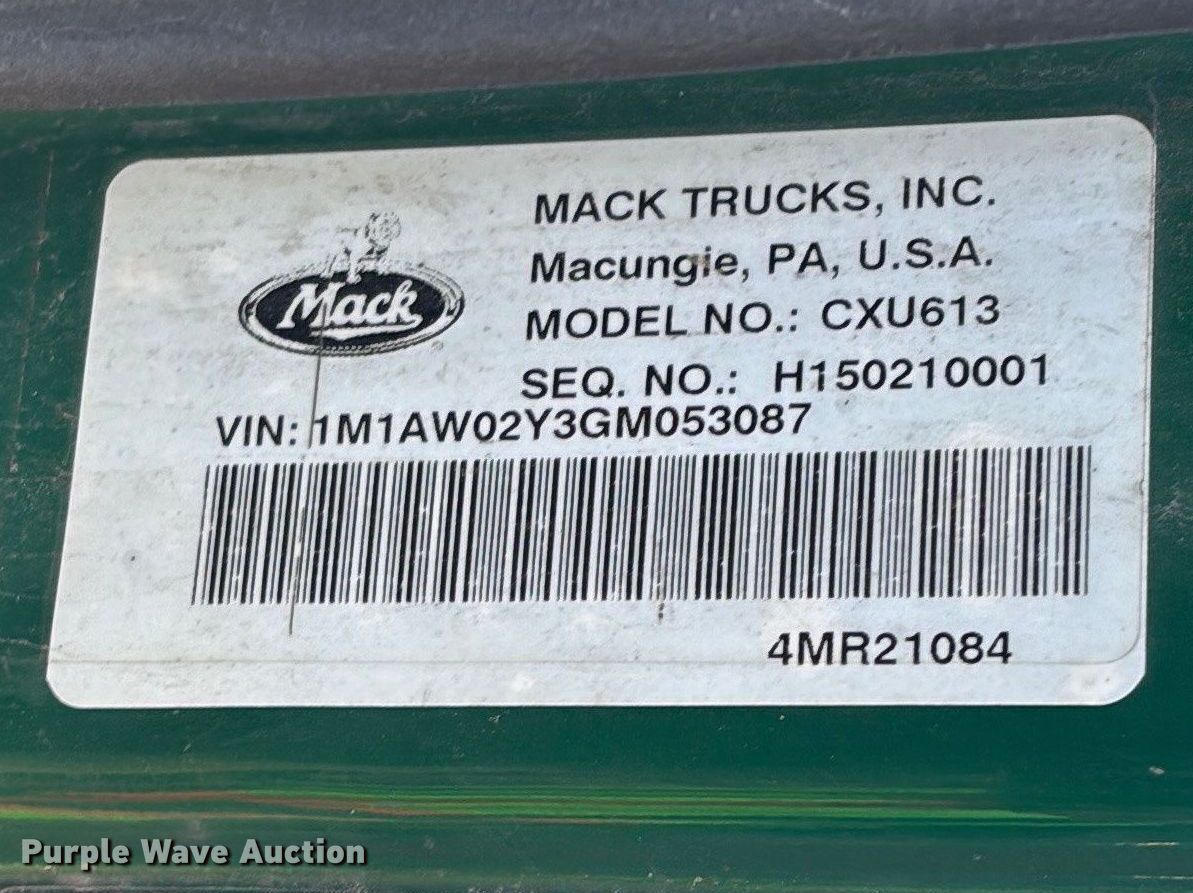 MACK TRUCKS, INC.
Macungie, PA, U.S.A.
Mack
MODEL NO.: CXU613
SEQ. NO.: H150210001
VIN: 1M1AW02Y3GM053087
4MR21084
Purple Wave Auction